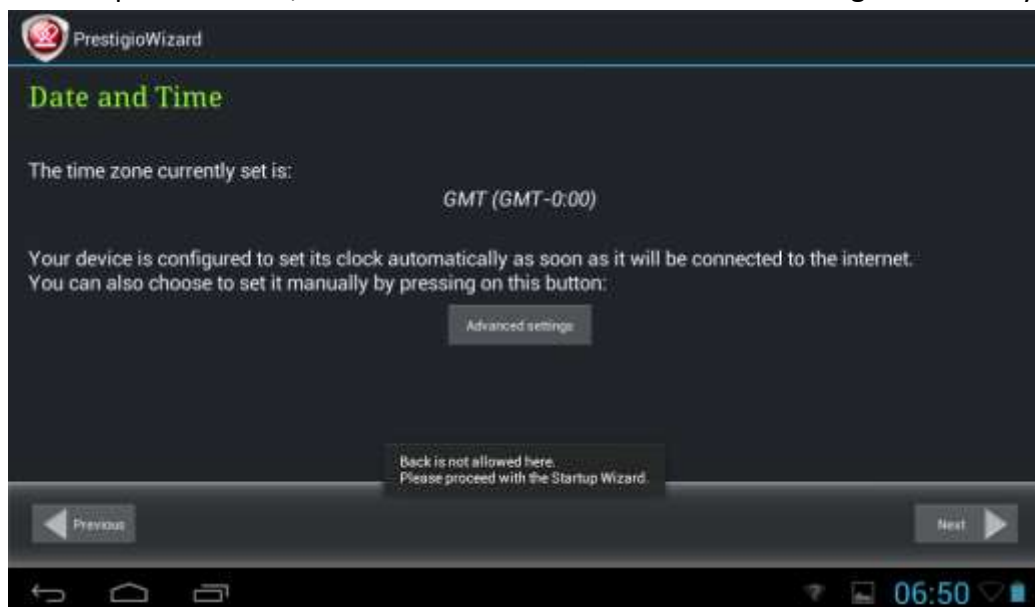 PrestigioWizard
Date and Time
The time zone currently set is:
GMT (GMT-0:00)
Your device is configured to set its clock automatically as soon as it will be connected to the internet.
You can also choose to set it manually by pressing on this button:
Advanced settings
Back is not allowed here.
Please proceed with the Startup Wizard.
Previous
Next
06:50